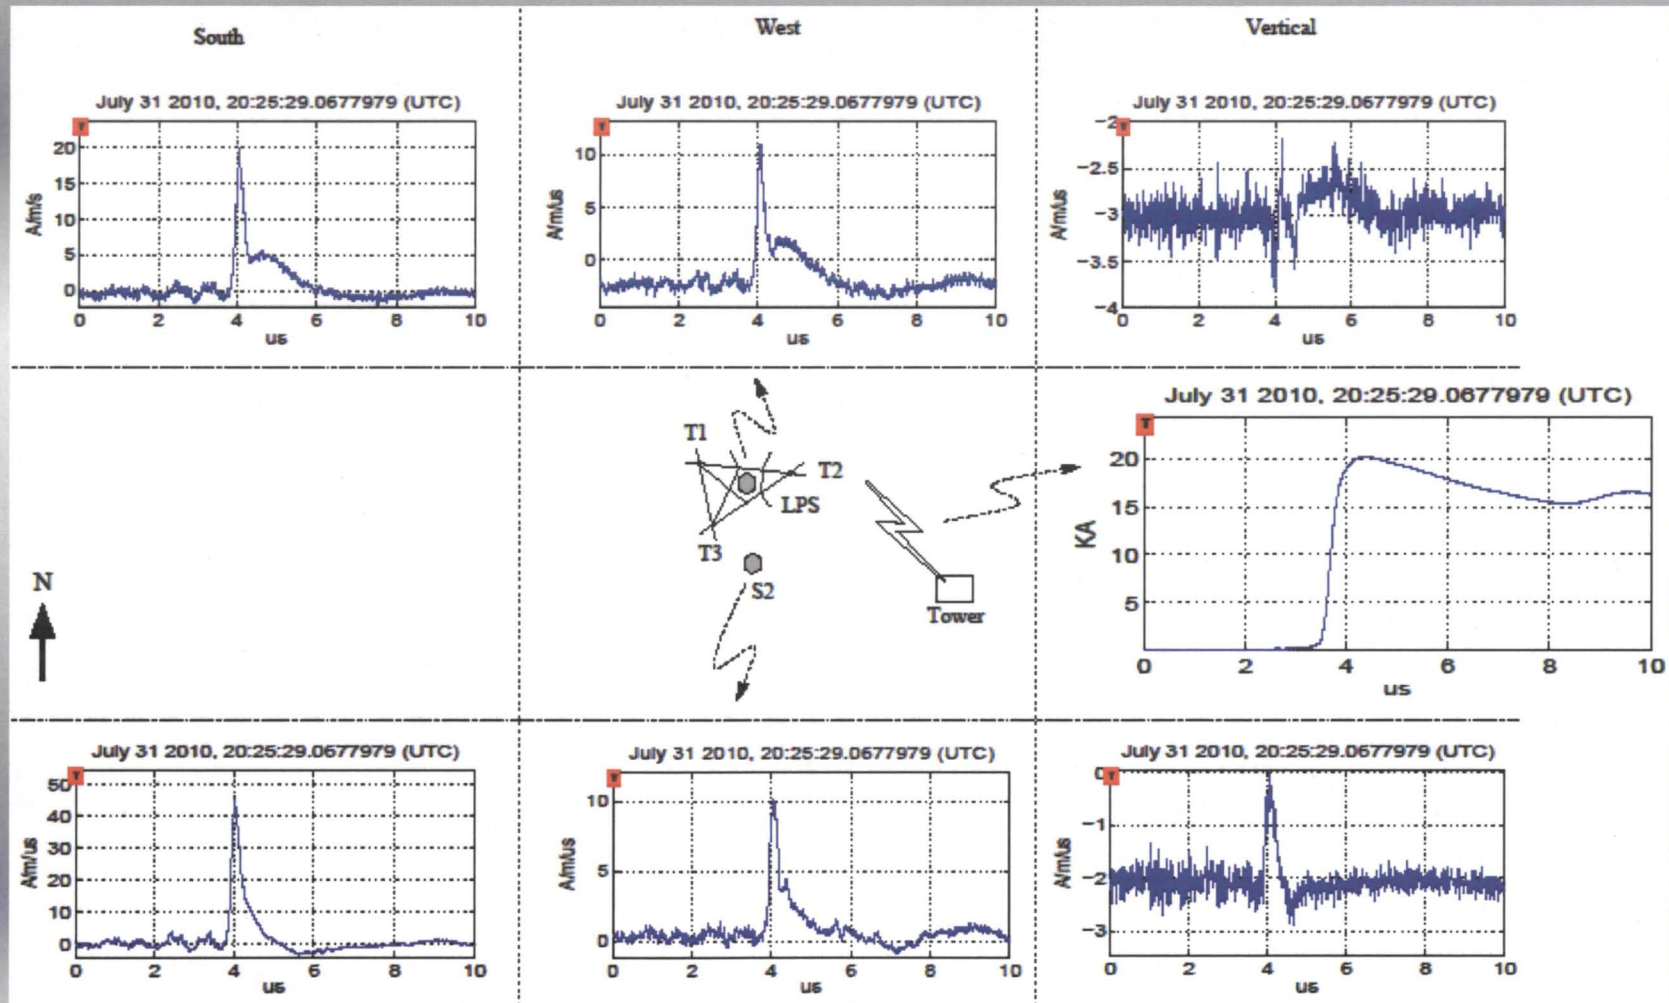 South
West
Vertical
July 31 2010, 20:25:29.0677979 (UTC)
T
20
15
10
5
0
A/m/s
0 2 4 6 8 10
us
July 31 2010, 20:25:29.0677979 (UTC)
T
10
5
0
A/m/us
0 2 4 6 8 10
us
July 31 2010, 20:25:29.0677979 (UTC)
T
−2
−2.5
−3
−3.5
−4
A/m/us
0 2 4 6 8 10
us
N
T1
T2
LPS
T3
S2
Tower
July 31 2010, 20:25:29.0677979 (UTC)
T
20
15
10
5
KA
0 2 4 6 8 10
us
July 31 2010, 20:25:29.0677979 (UTC)
T
50
40
30
20
10
0
A/m/us
0 2 4 6 8 10
us
July 31 2010, 20:25:29.0677979 (UTC)
T
10
5
0
A/m/us
0 2 4 6 8 10
us
July 31 2010, 20:25:29.0677979 (UTC)
T
0
−1
−2
−3
A/m/us
0 2 4 6 8 10
us